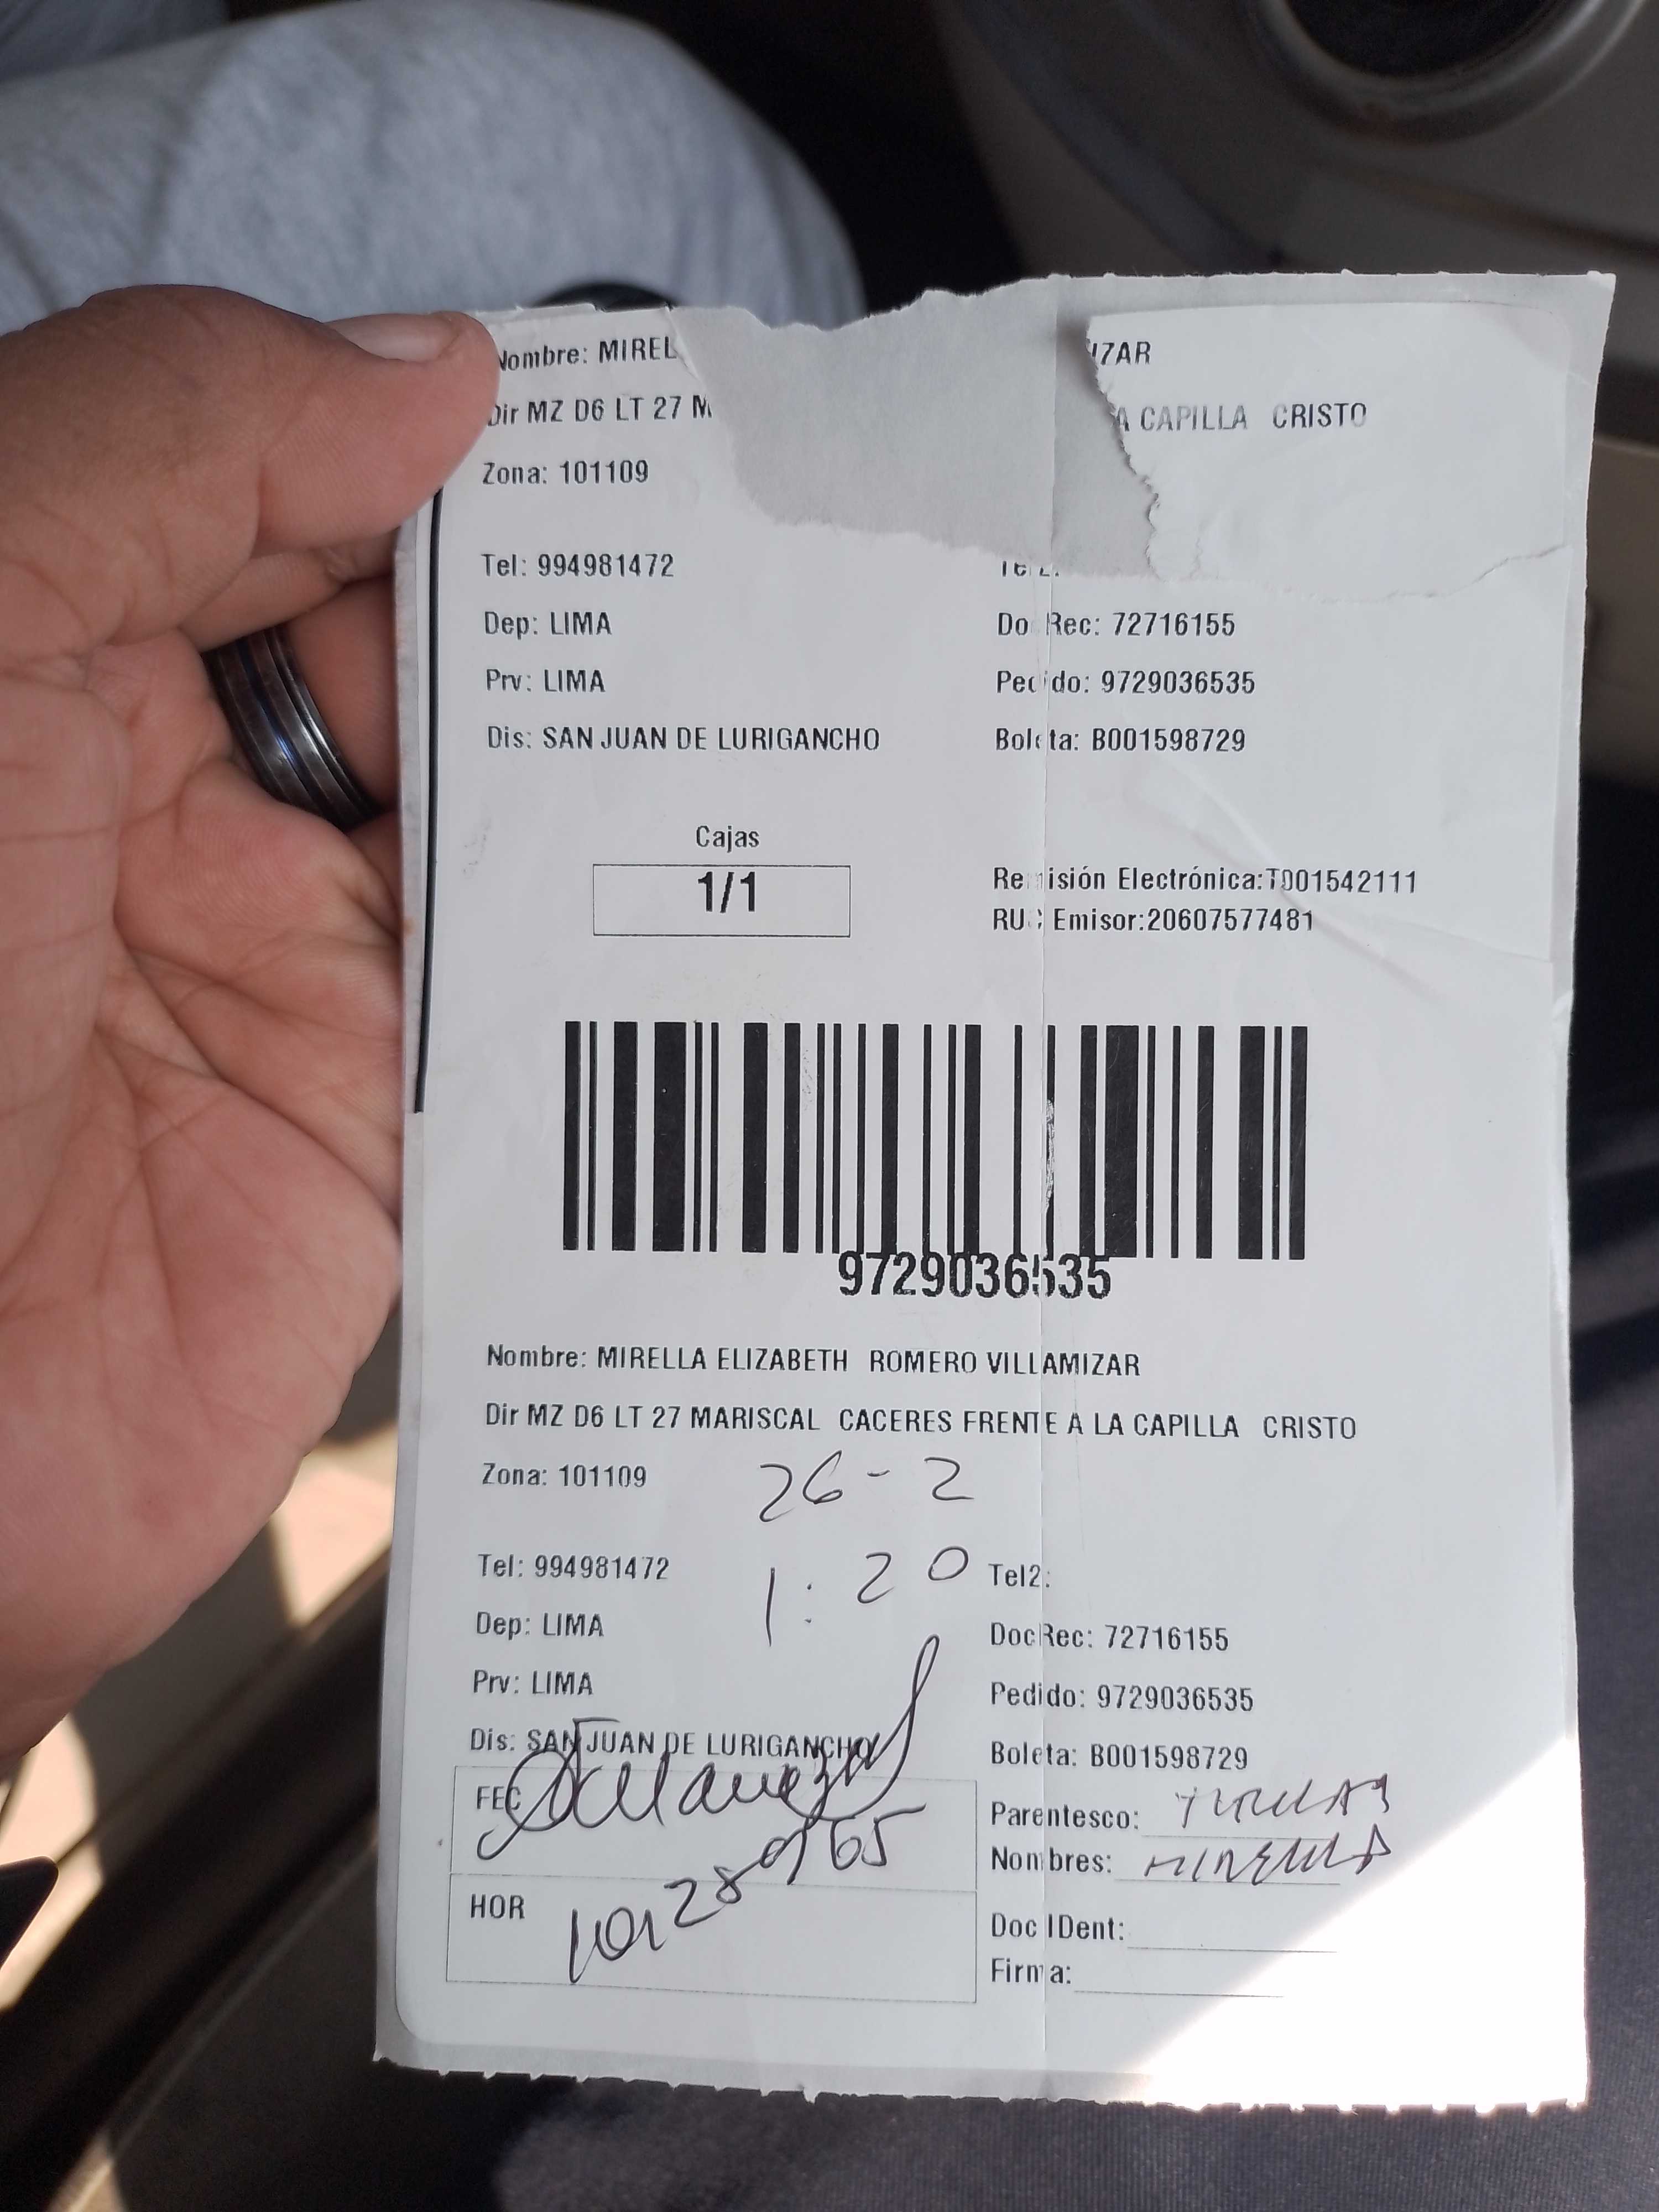 Nombre: MIREL IZAR
Dir MZ D6 LT 27 M A CAPILLA CRISTO
Zona: 101109
Tel: 994981472
Dep: LIMA Do Rec: 72716155
Prv: LIMA Pedido: 9729036535
Dis: SAN JUAN DE LURIGANCHO Boleta: B001598729
Cajas
1/1
Remisión Electrónica:T001542111
RUC Emisor:20607577481
9729036535
Nombre: MIRELLA ELIZABETH ROMERO VILLAMIZAR
Dir MZ D6 LT 27 MARISCAL CACERES FRENTE A LA CAPILLA CRISTO
Zona: 101109 26-2
Tel: 994981472 1:20 Tel2:
Dep: LIMA DocRec: 72716155
Prv: LIMA Pedido: 9729036535
Dis: SAN JUAN DE LURIGANCHO Boleta: B001598729
FEC Parentesco:
Nombres: MIRELLA
HOR
DocIDent:
Firma: